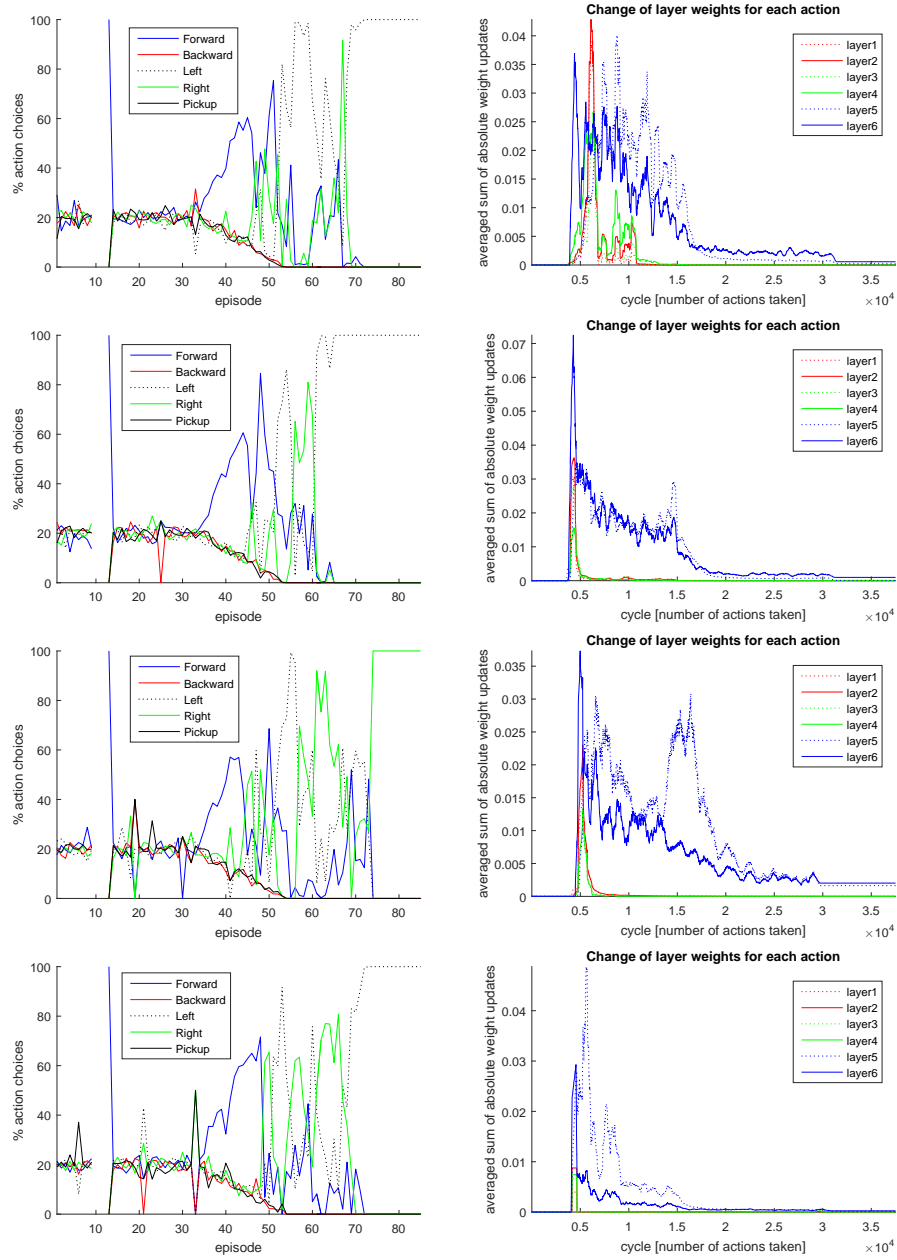 100
80
60
40
20
0
% action choices
Forward
Backward
Left
Right
Pickup
10 20 30 40 50 60 70 80
episode
Change of layer weights for each action
0.04
0.035
0.03
0.025
0.02
0.015
0.01
0.005
0
averaged sum of absolute weight updates
layer1
layer2
layer3
layer4
layer5
layer6
0.5 1 1.5 2 2.5 3 3.5
cycle [number of actions taken]
×10^4
100
80
60
40
20
0
% action choices
Forward
Backward
Left
Right
Pickup
10 20 30 40 50 60 70 80
episode
Change of layer weights for each action
0.07
0.06
0.05
0.04
0.03
0.02
0.01
0
averaged sum of absolute weight updates
layer1
layer2
layer3
layer4
layer5
layer6
0.5 1 1.5 2 2.5 3 3.5
cycle [number of actions taken]
×10^4
100
80
60
40
20
0
% action choices
Forward
Backward
Left
Right
Pickup
10 20 30 40 50 60 70 80
episode
Change of layer weights for each action
0.035
0.03
0.025
0.02
0.015
0.01
0.005
0
averaged sum of absolute weight updates
layer1
layer2
layer3
layer4
layer5
layer6
0.5 1 1.5 2 2.5 3 3.5
cycle [number of actions taken]
×10^4
100
80
60
40
20
0
% action choices
Forward
Backward
Left
Right
Pickup
10 20 30 40 50 60 70 80
episode
Change of layer weights for each action
0.04
0.03
0.02
0.01
0
averaged sum of absolute weight updates
layer1
layer2
layer3
layer4
layer5
layer6
0.5 1 1.5 2 2.5 3 3.5
cycle [number of actions taken]
×10^4